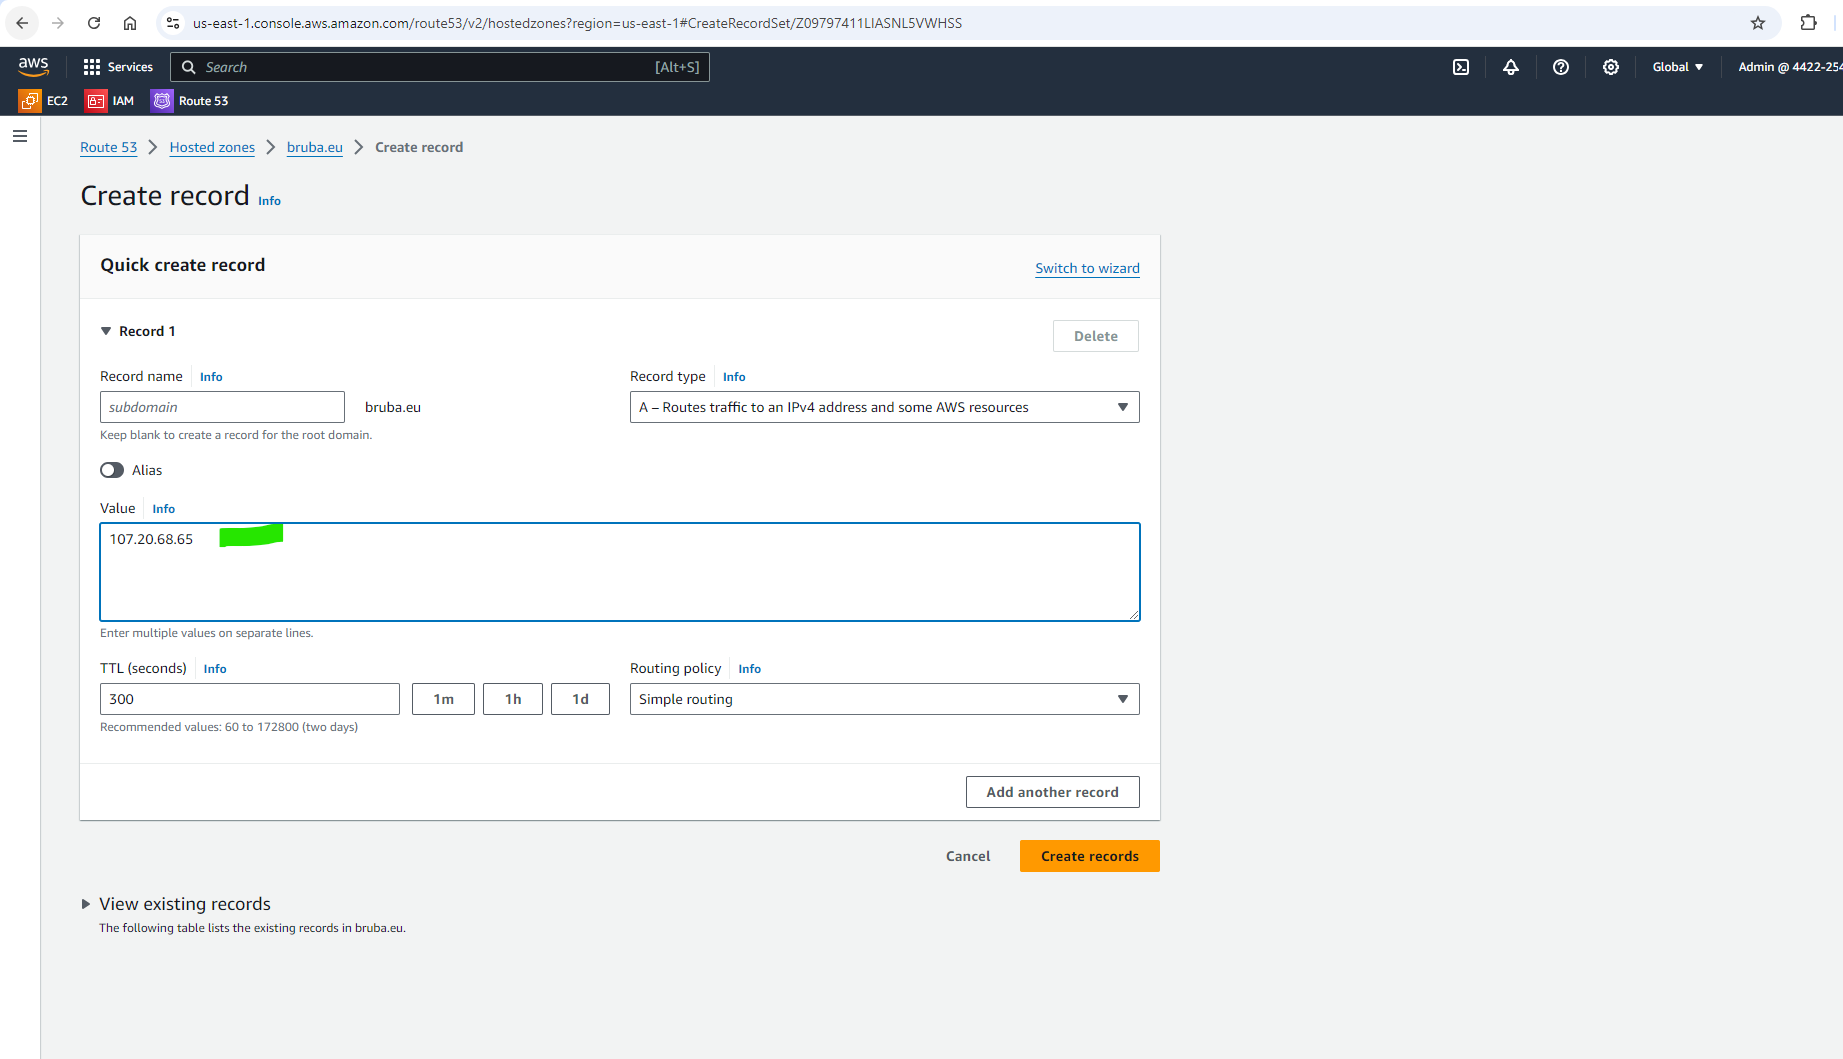 us-east-1.console.aws.amazon.com/route53/v2/hostedzones?region=us-east-1#CreateRecordSet/Z09797411LIASNL5VWHSS
aws
Services
Search
[Alt+S]
Global
Admin @ 4422-254
EC2
IAM
Route 53
Route 53
Hosted zones
bruba.eu
Create record
Create record Info
Quick create record
Switch to wizard
Record 1
Delete
Record name Info
Record type Info
subdomain
bruba.eu
A – Routes traffic to an IPv4 address and some AWS resources
Keep blank to create a record for the root domain.
Alias
Value Info
107.20.68.65
Enter multiple values on separate lines.
TTL (seconds) Info
Routing policy Info
300
1m
1h
1d
Simple routing
Recommended values: 60 to 172800 (two days)
Add another record
Cancel
Create records
View existing records
The following table lists the existing records in bruba.eu.